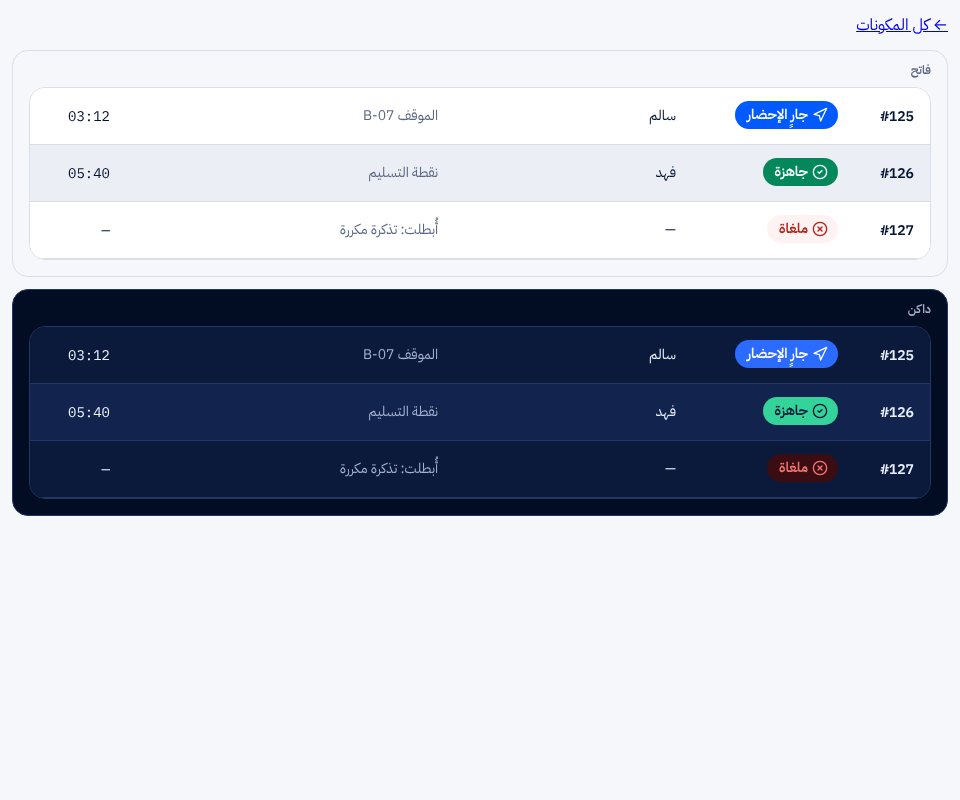 ← كل المكونات
فاتح
#125 جارٍ الإحضار سالم الموقف B-07 03:12
#126 جاهزة فهد نقطة التسليم 05:40
#127 ملغاة — أُبطلت: تذكرة مكررة —
داكن
#125 جارٍ الإحضار سالم الموقف B-07 03:12
#126 جاهزة فهد نقطة التسليم 05:40
#127 ملغاة — أُبطلت: تذكرة مكررة —